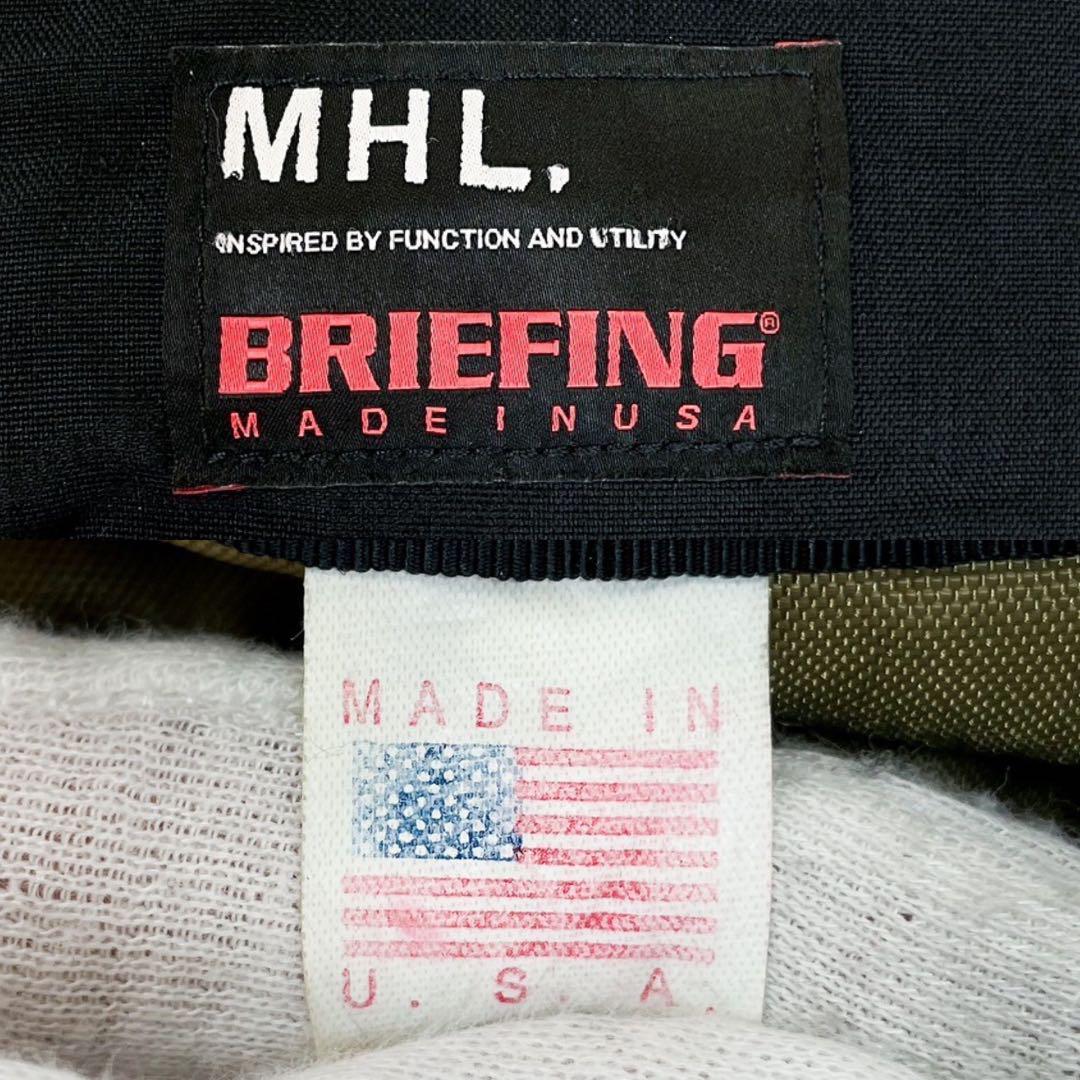 MHL.
INSPIRED BY FUNCTION AND UTILITY
BRIEFING®
MADE IN USA
MADE IN
U. S. A.